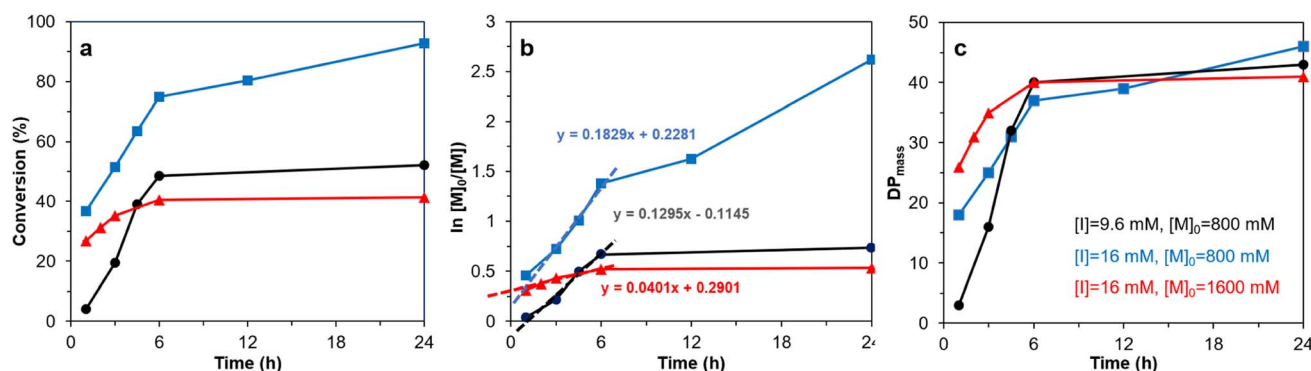 a
Conversion (%)
100
80
60
40
20
0
0
6
12
18
24
Time (h)
b
ln [M]₀/[M])
3
2.5
2
1.5
1
0.5
0
y = 0.1829x + 0.2281
y = 0.1295x - 0.1145
y = 0.0401x + 0.2901
0
6
12
18
24
Time (h)
c
DPmass
50
40
30
20
10
0
[I]=9.6 mM, [M]₀=800 mM
[I]=16 mM, [M]₀=800 mM
[I]=16 mM, [M]₀=1600 mM
0
6
12
18
24
Time (h)